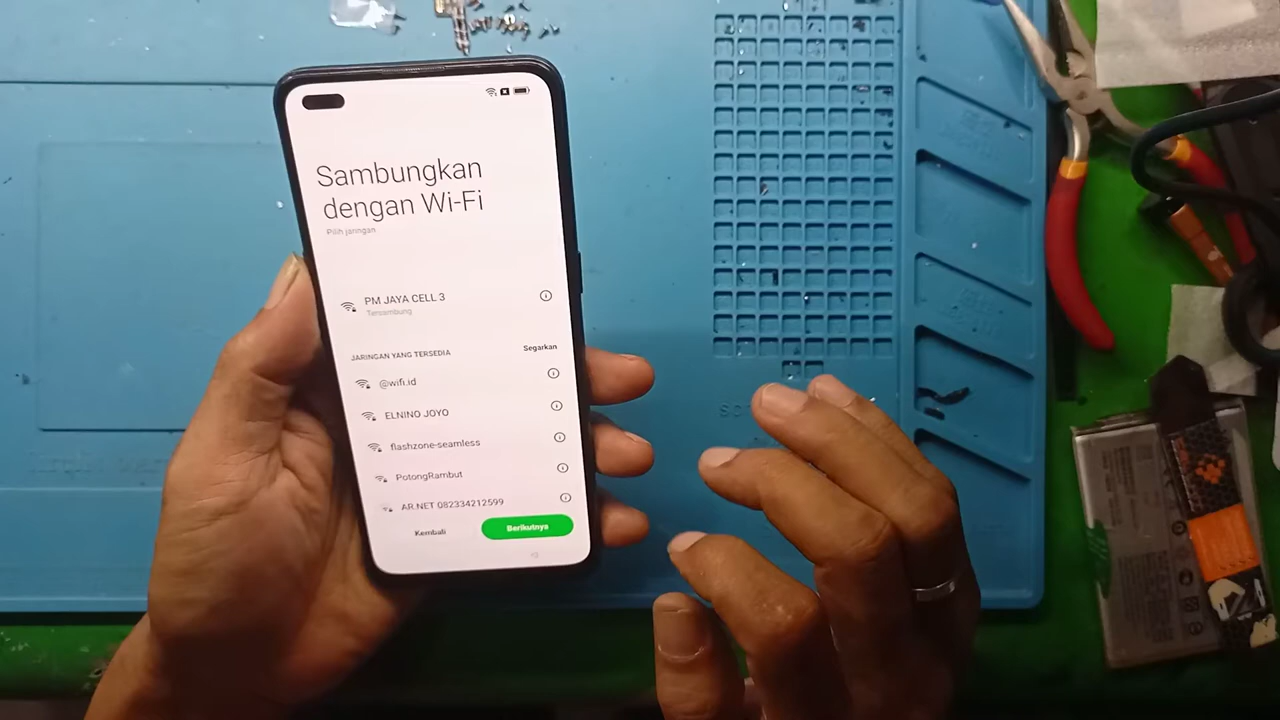 Sambungkan
dengan Wi-Fi
Pilih jaringan
PM JAYA CELL 3
Tersambung
JARINGAN YANG TERSEDIA
Segarkan
@wifi.id
ELNINO JOYO
flashzone-seamless
PotongRambut
AR.NET 082334212599
Kembali
Berikutnya